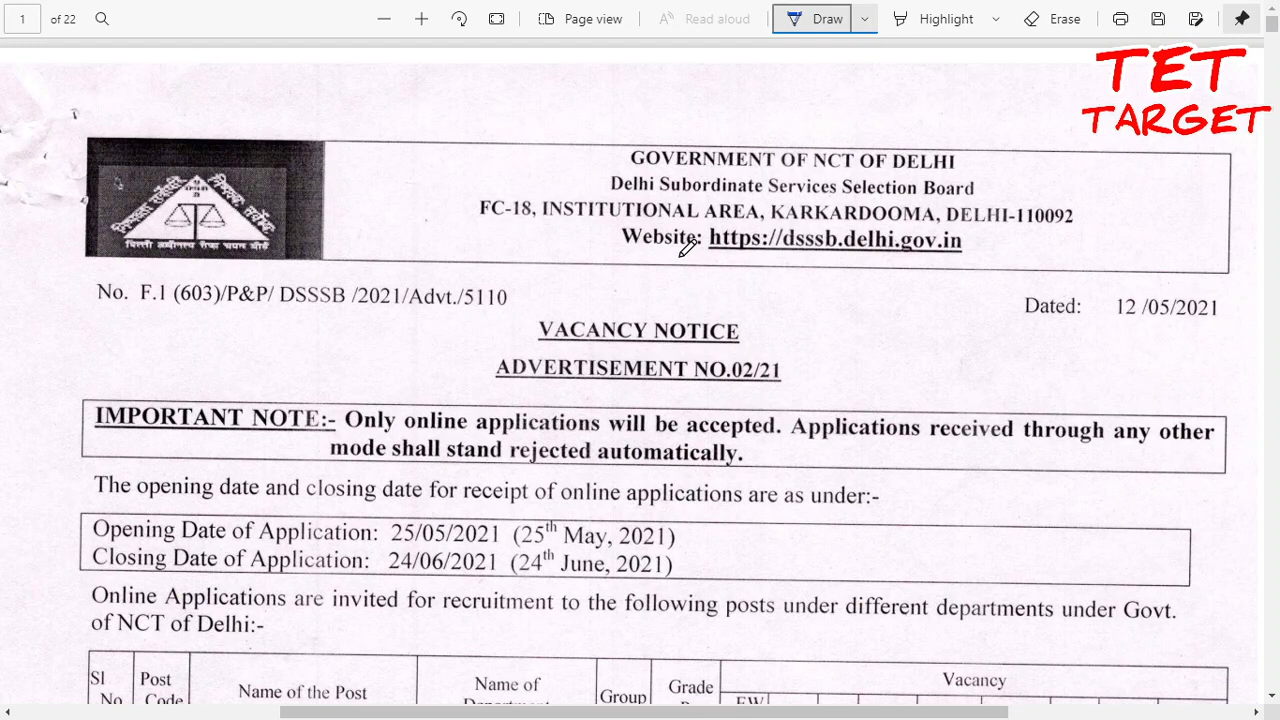 1 of 22 Page view Read aloud Draw Highlight Erase
TET
TARGET
GOVERNMENT OF NCT OF DELHI
Delhi Subordinate Services Selection Board
FC-18, INSTITUTIONAL AREA, KARKARDOOMA, DELHI-110092
Website: https://dsssb.delhi.gov.in
No. F.1 (603)/P&P/ DSSSB /2021/Advt./5110
Dated: 12 /05/2021
VACANCY NOTICE
ADVERTISEMENT NO.02/21
IMPORTANT NOTE:- Only online applications will be accepted. Applications received through any other
mode shall stand rejected automatically.
The opening date and closing date for receipt of online applications are as under:-
Opening Date of Application: 25/05/2021 (25th May, 2021)
Closing Date of Application: 24/06/2021 (24th June, 2021)
Online Applications are invited for recruitment to the following posts under different departments under Govt.
of NCT of Delhi:-
Sl No
Post Code
Name of the Post
Name of
Group
Grade
Vacancy